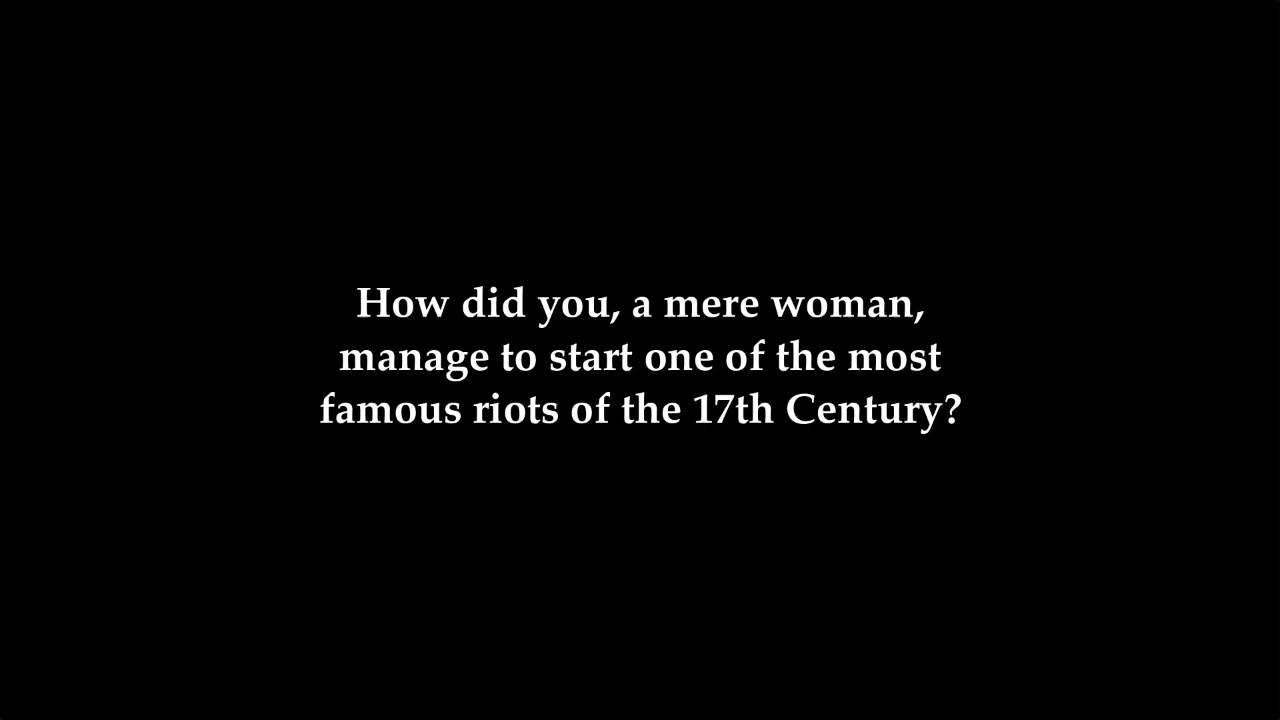 How did you, a mere woman,
manage to start one of the most
famous riots of the 17th Century?